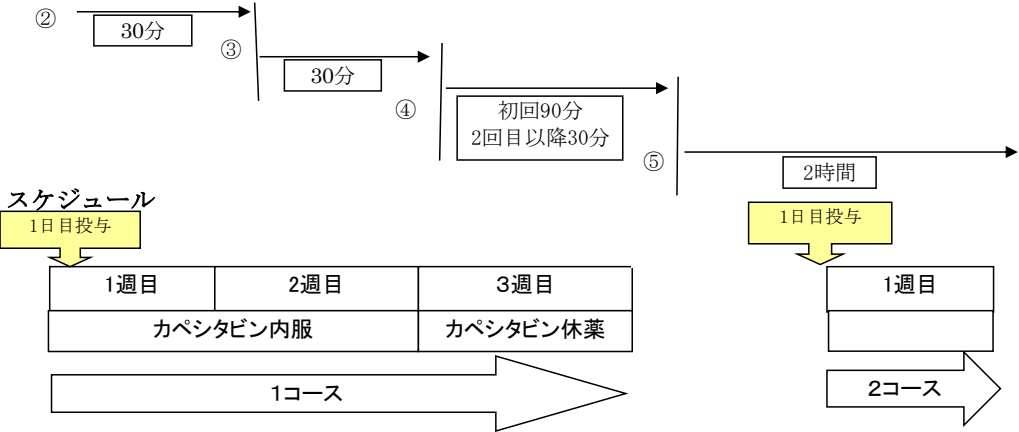 ②
30分
③
30分
④
初回90分
2回目以降30分
⑤
2時間
スケジュール
1日目投与
1日目投与
1週目 2週目 3週目 1週目
カペシタビン内服 カペシタビン休薬
1コース 2コース